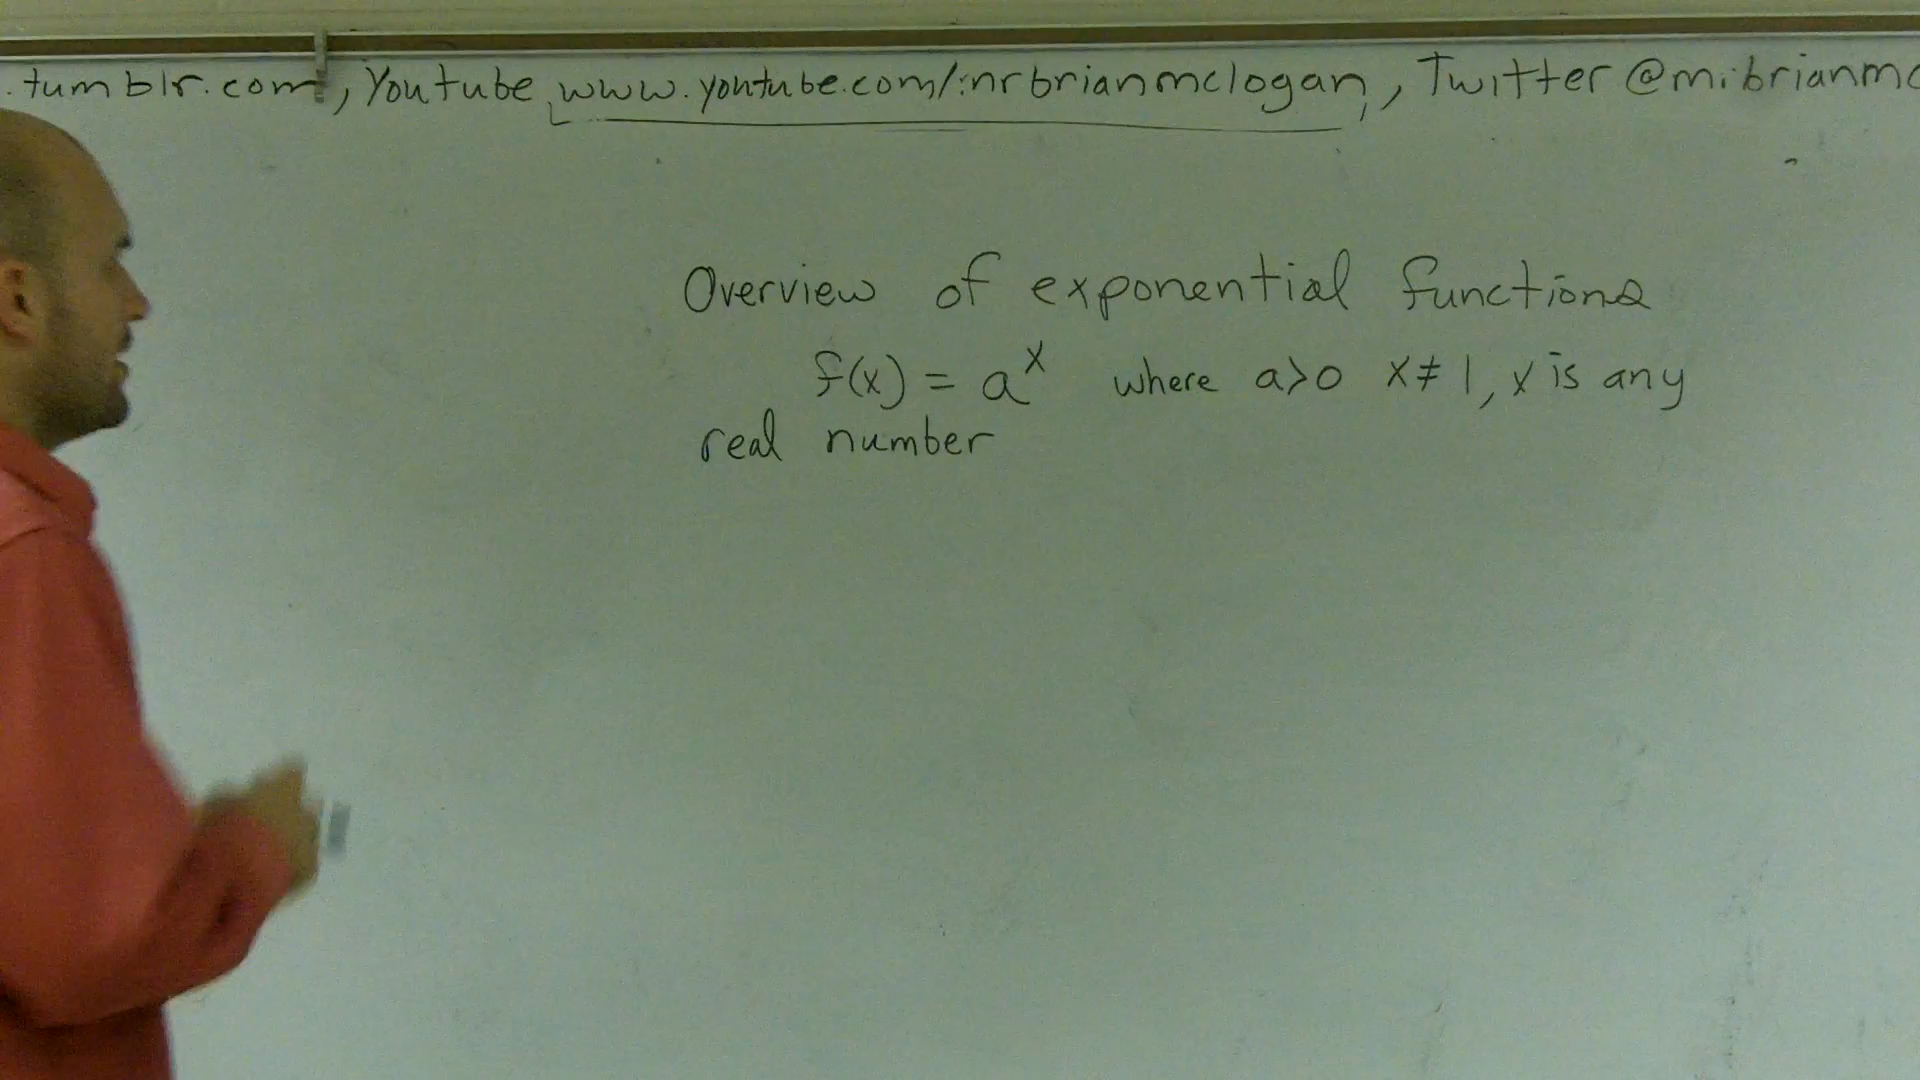 .tumblr.com, Youtube www.youtube.com/mrbrianmclogan, Twitter @mrbrianmc
Overview of exponential functions
f(x) = a^x where a>0 x≠1, x is any
real number